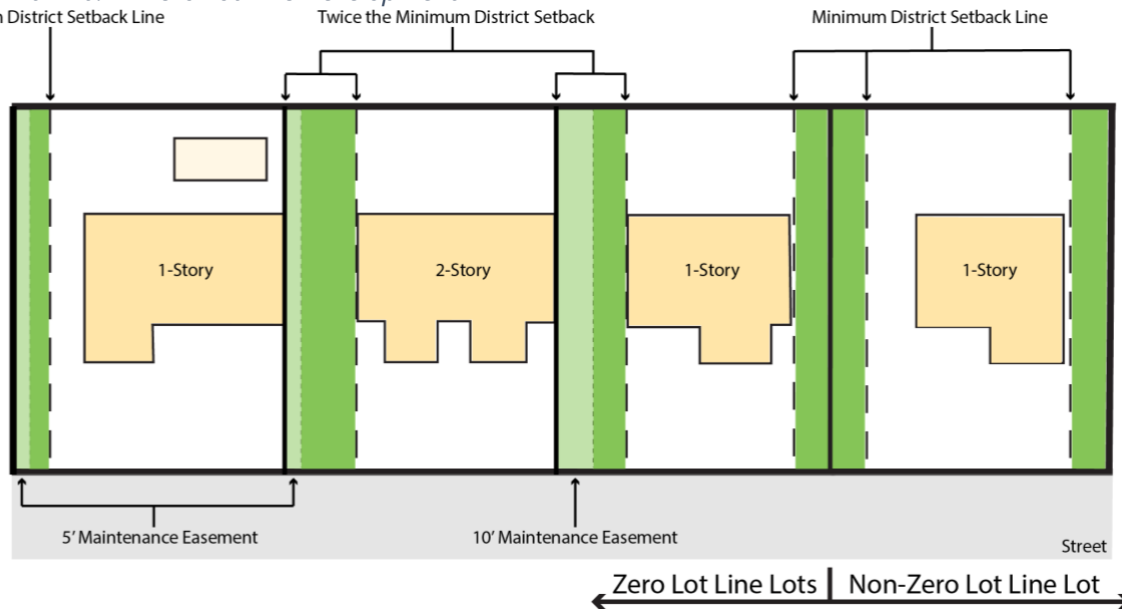 District Setback Line
Twice the Minimum District Setback
Minimum District Setback Line
1-Story
2-Story
1-Story
1-Story
5' Maintenance Easement
10' Maintenance Easement
Street
Zero Lot Line Lots
Non-Zero Lot Line Lot